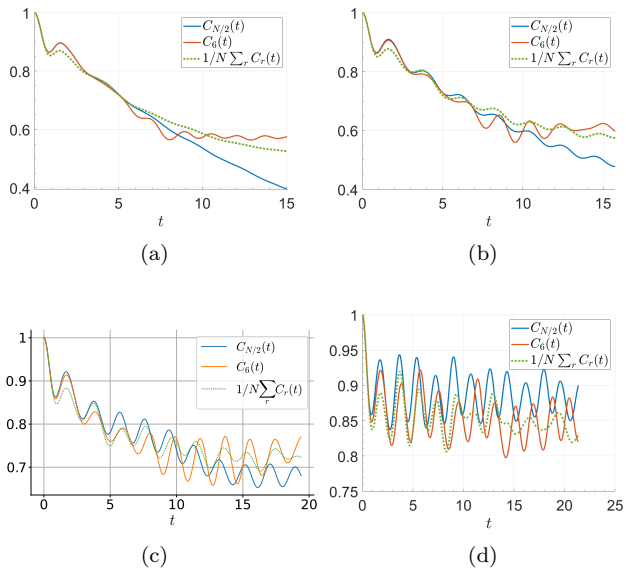 1
0.8
0.6
0.4
0
5
10
15
t
C_{N/2}(t)
C_6(t)
1/N ∑_r C_r(t)
(a)
1
0.8
0.6
0.4
0
5
10
15
t
C_{N/2}(t)
C_6(t)
1/N ∑_r C_r(t)
(b)
1
0.9
0.8
0.7
0
5
10
15
20
t
C_{N/2}(t)
C_6(t)
1/N ∑_r C_r(t)
(c)
1
0.95
0.9
0.85
0.8
0.75
0
5
10
15
20
25
t
C_{N/2}(t)
C_6(t)
1/N ∑_r C_r(t)
(d)